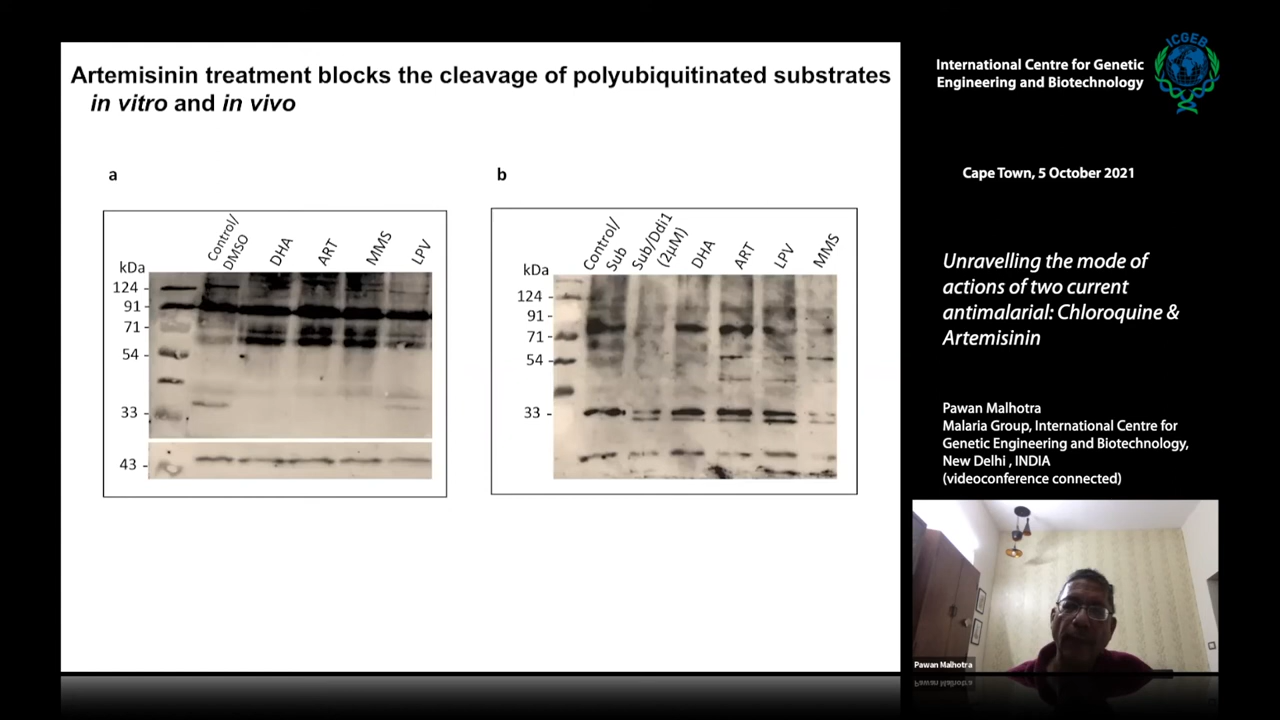 Artemisinin treatment blocks the cleavage of polyubiquitinated substrates
in vitro and in vivo
a
Control/
DMSO
DHA
ART
MMS
LPV
kDa
124
91
71
54
33
43
b
Control/
Sub
Sub/Ddi1
(2μM)
DHA
ART
LPV
MMS
kDa
124
91
71
54
33
International Centre for Genetic
Engineering and Biotechnology
ICGEB
Cape Town, 5 October 2021
Unravelling the mode of
actions of two current
antimalarial: Chloroquine &
Artemisinin
Pawan Malhotra
Malaria Group, International Centre for
Genetic Engineering and Biotechnology,
New Delhi , INDIA
(videoconference connected)
Pawan Malhotra